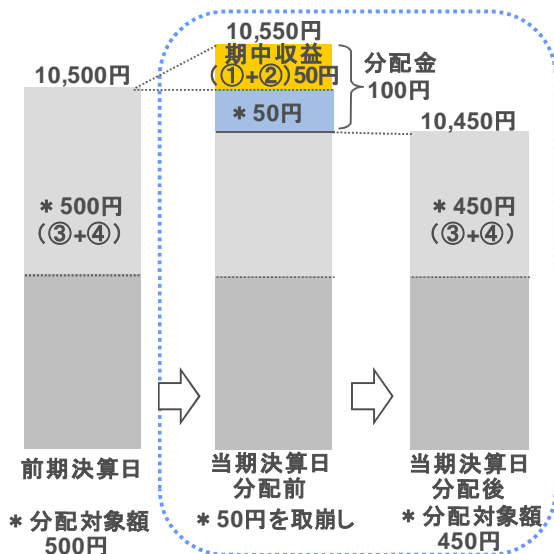 10,500円
＊500円
（③+④）
前期決算日
＊分配対象額
500円
10,550円
期中収益
（①+②）50円
＊50円
分配金
100円
当期決算日
分配前
＊50円を取崩し
10,450円
＊450円
（③+④）
当期決算日
分配後
＊分配対象額
450円